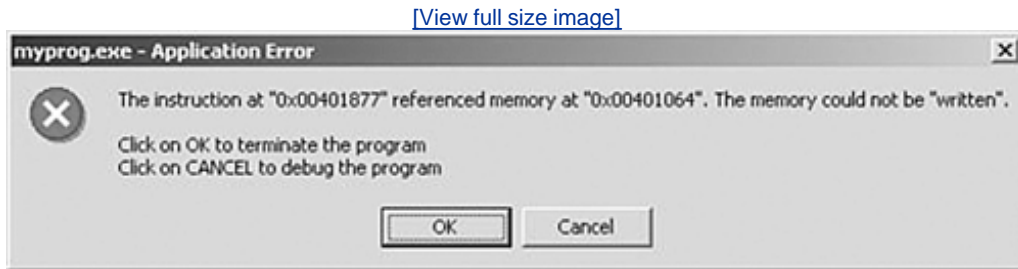 [View full size image]
myprog.exe - Application Error
The instruction at "0x00401877" referenced memory at "0x00401064". The memory could not be "written".
Click on OK to terminate the program
Click on CANCEL to debug the program
OK
Cancel